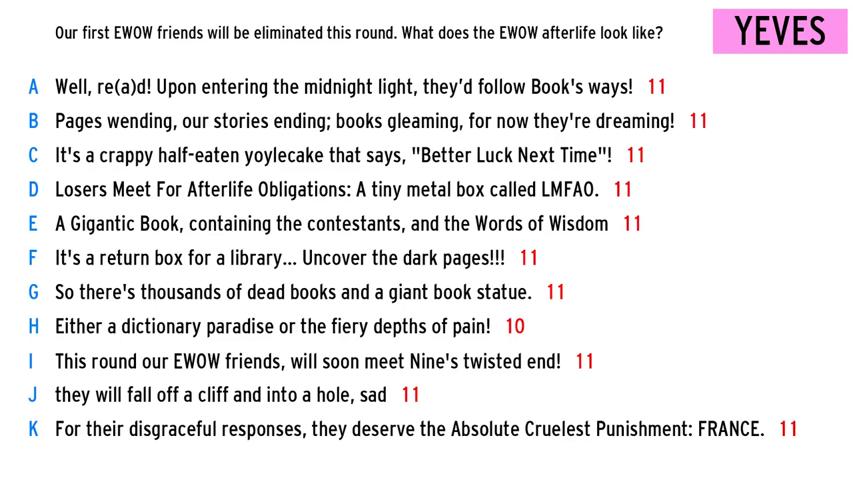 Our first EWOW friends will be eliminated this round. What does the EWOW afterlife look like?
YEVES
A Well, re(a)d! Upon entering the midnight light, they'd follow Book's ways! 11
B Pages wending, our stories ending; books gleaming, for now they're dreaming! 11
C It's a crappy half-eaten yoylecake that says, "Better Luck Next Time"! 11
D Losers Meet For Afterlife Obligations: A tiny metal box called LMFAO. 11
E A Gigantic Book, containing the contestants, and the Words of Wisdom 11
F It's a return box for a library... Uncover the dark pages!!! 11
G So there's thousands of dead books and a giant book statue. 11
H Either a dictionary paradise or the fiery depths of pain! 10
I This round our EWOW friends, will soon meet Nine's twisted end! 11
J they will fall off a cliff and into a hole, sad 11
K For their disgraceful responses, they deserve the Absolute Cruelest Punishment: FRANCE. 11